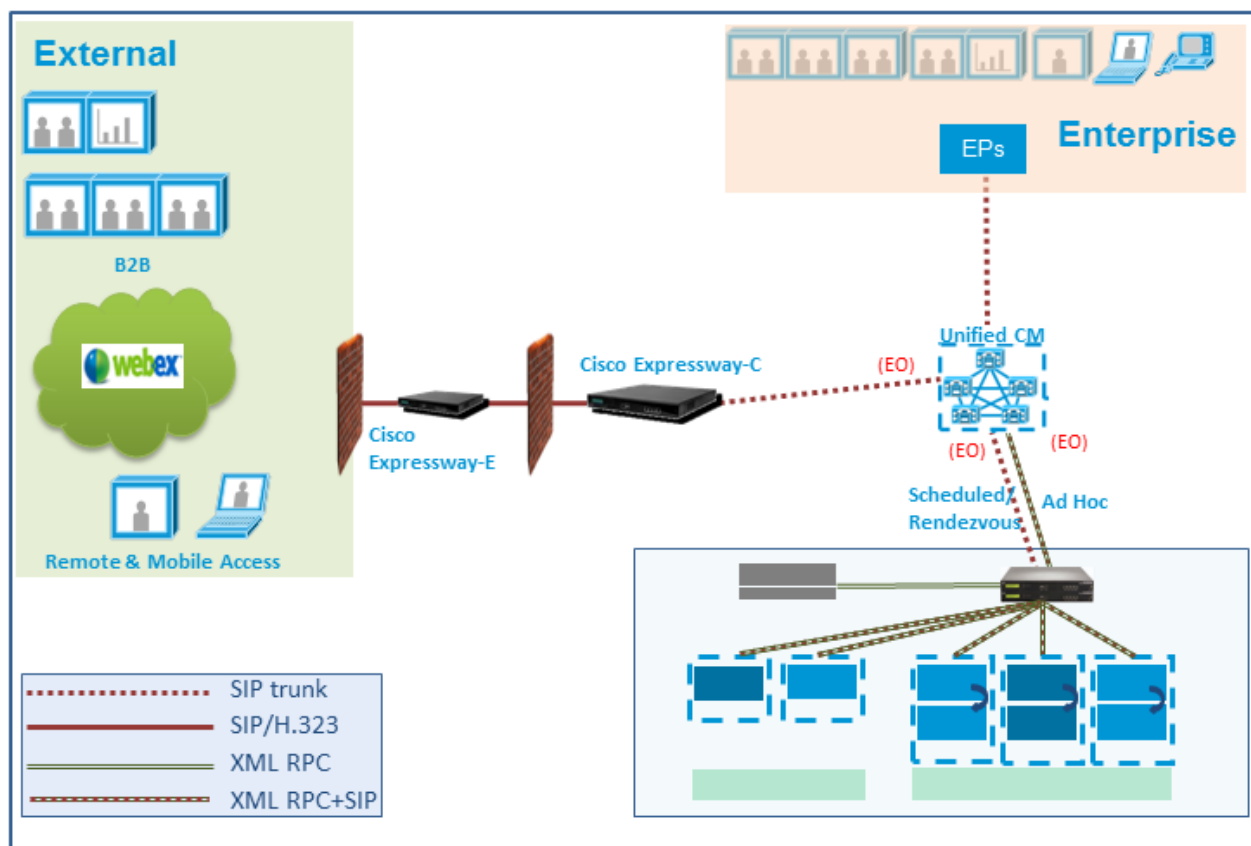 External
Enterprise
EPs
B2B
webex
Remote & Mobile Access
Cisco
Expressway-E
Cisco Expressway-C
(EO)
Unified CM
(EO)
(EO)
Scheduled/
Rendezvous
Ad Hoc
SIP trunk
SIP/H.323
XML RPC
XML RPC+SIP